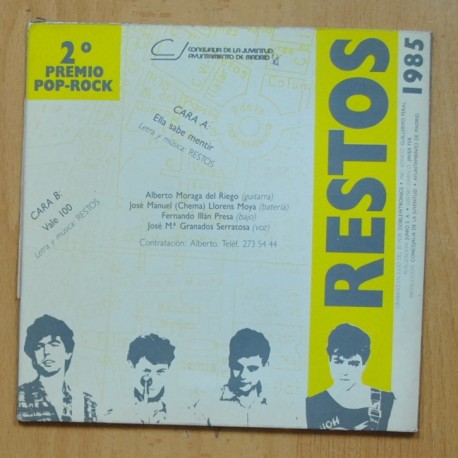 2º
PREMIO
POP-ROCK
CONCEJALIA DE LA JUVENTUD
AYUNTAMIENTO DE MADRID
CARA A:
Ella sabe mentir
Letra y música: RESTOS
CARA B:
Vale 100
Letra y música: RESTOS
Alberto Moraga del Riego (guitarra)
José Manuel (Chema) Llorens Moya (batería)
Fernando Illán Presa (bajo)
José Mª Granados Serratosa (voz)
Contratación: Alberto. Teléf. 273 54 44
RESTOS
1985